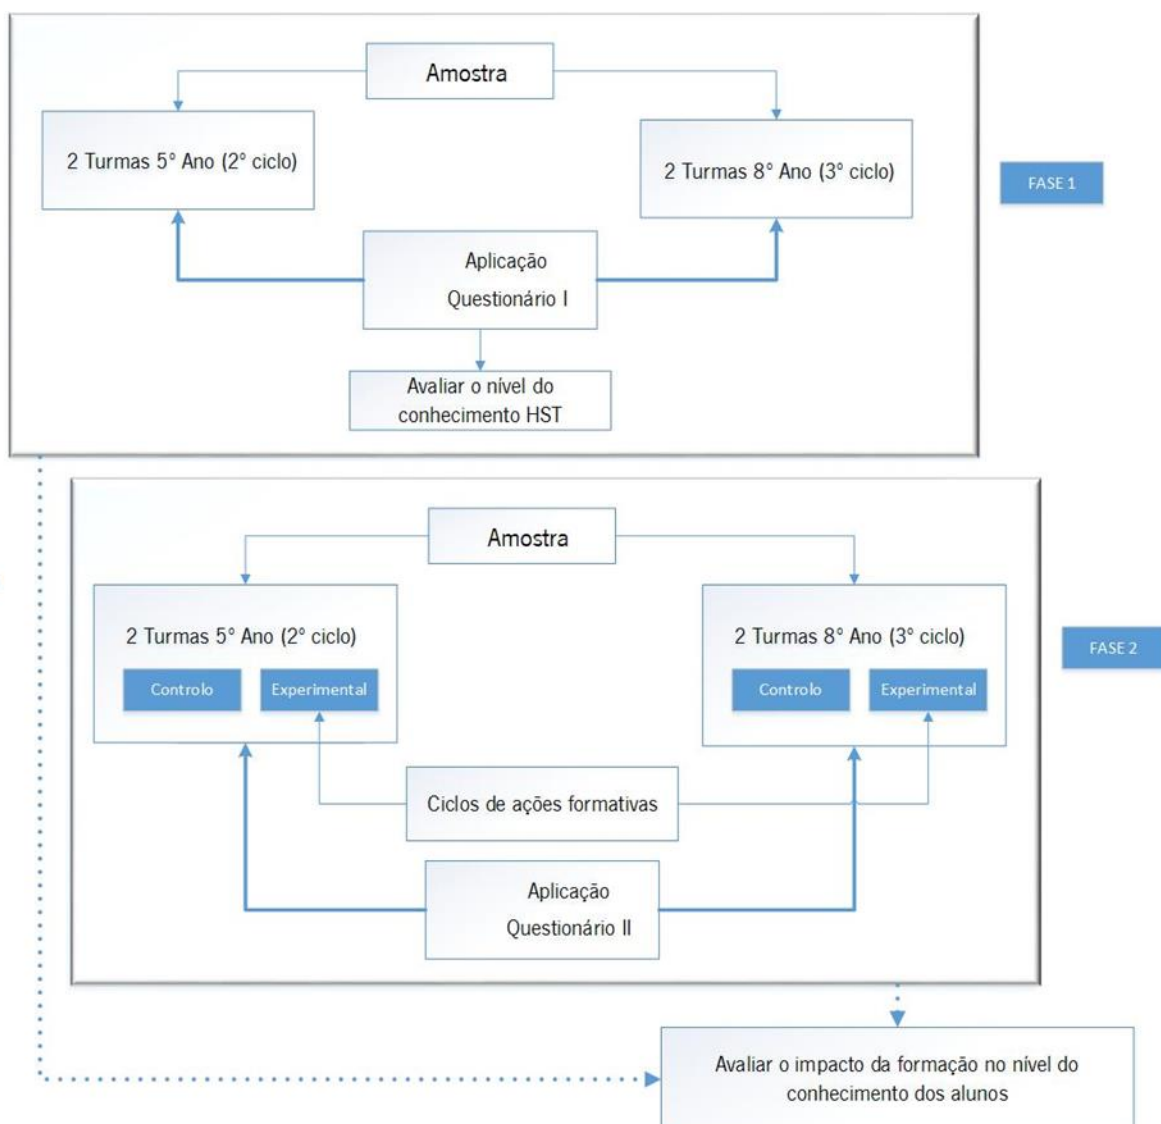 Amostra
2 Turmas 5° Ano (2° ciclo)
2 Turmas 8° Ano (3° ciclo)
FASE 1
Aplicação
Questionário I
Avaliar o nível do
conhecimento HST
Amostra
2 Turmas 5° Ano (2° ciclo)
Controlo
Experimental
2 Turmas 8° Ano (3° ciclo)
Controlo
Experimental
FASE 2
Ciclos de ações formativas
Aplicação
Questionário II
Avaliar o impacto da formação no nível do
conhecimento dos alunos